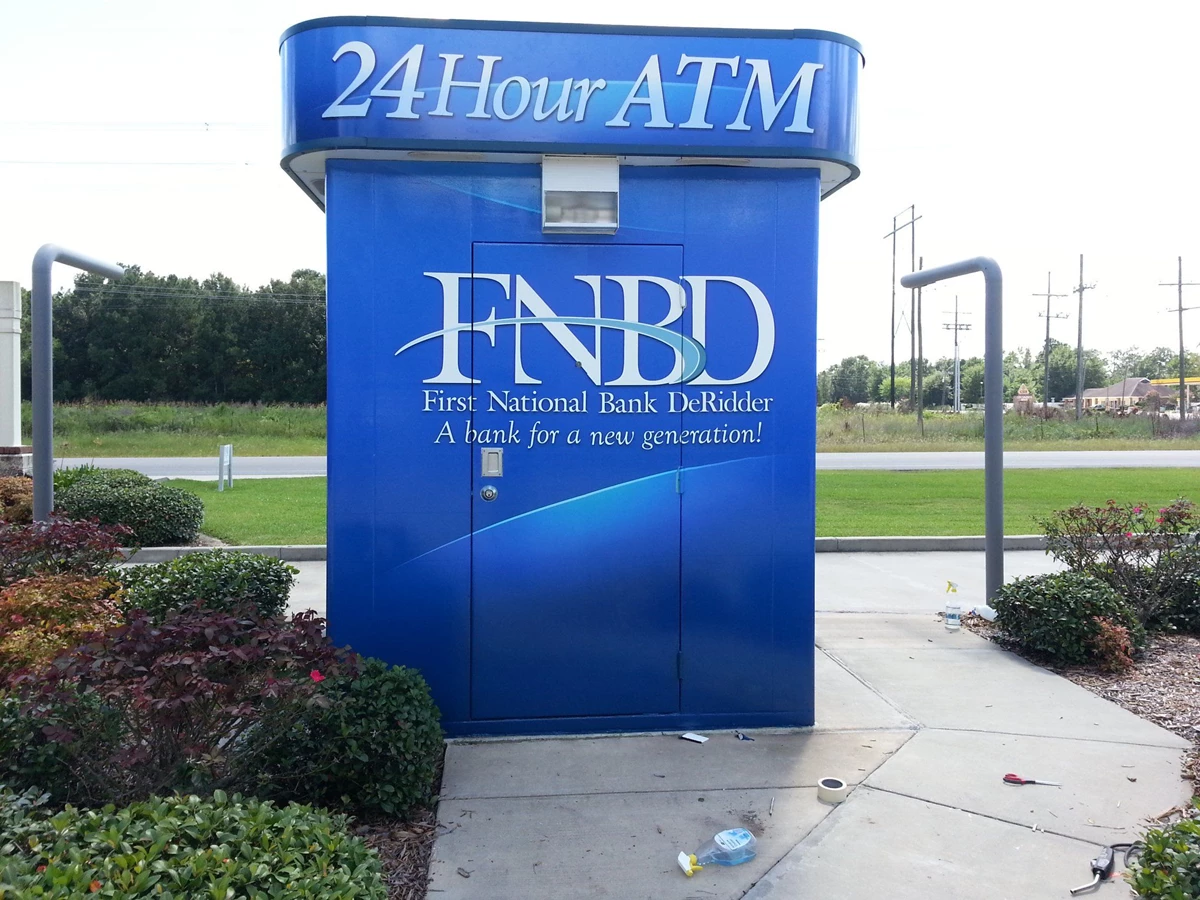 24 Hour ATM
FNBD
First National Bank DeRidder
A bank for a new generation!